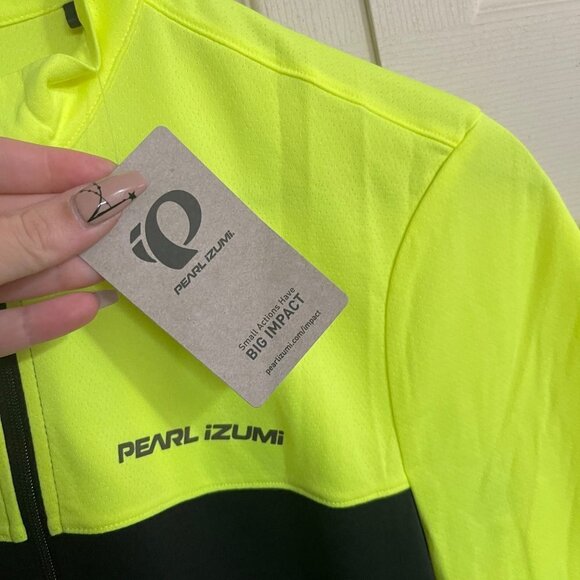 PEARL iZUMi.
Small Actions Have
BIG IMPACT
pearlizumi.com/impact
PEARL iZUMi